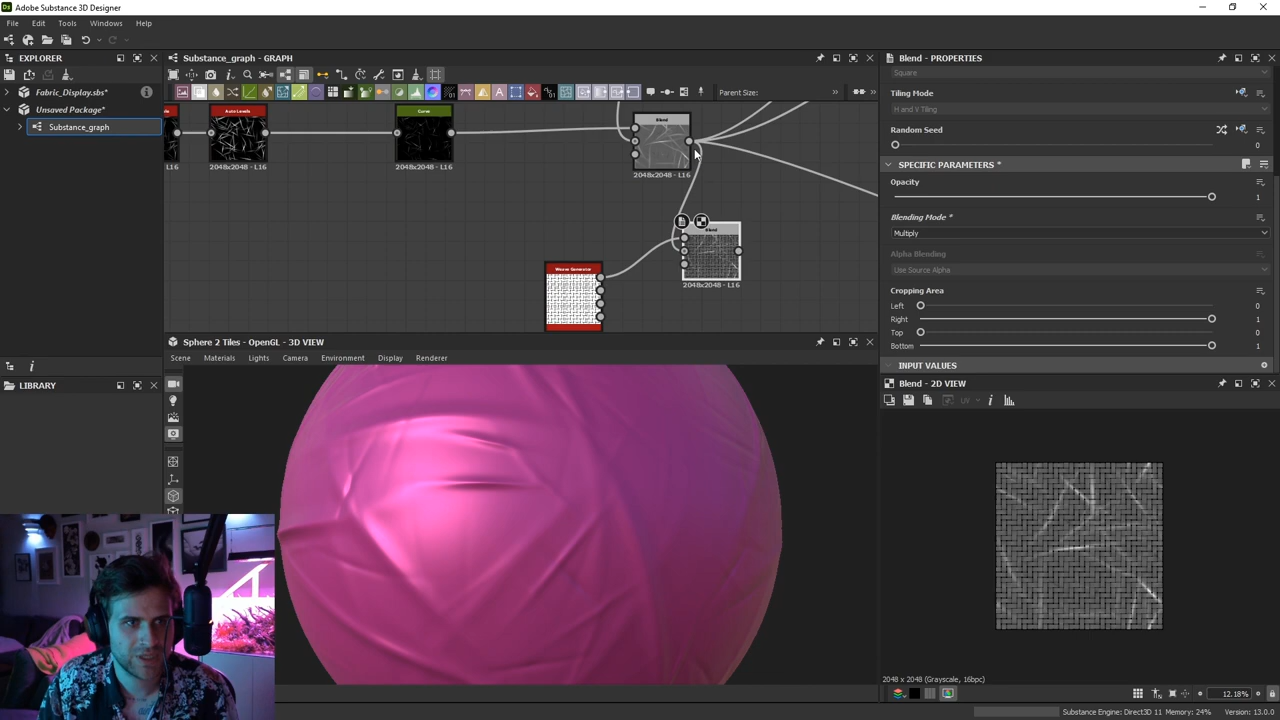 Adobe Substance 3D Designer
File Edit Tools Windows Help
EXPLORER
Fabric_Display.sbs*
Unsaved Package*
Substance_graph
LIBRARY
Substance_graph - GRAPH
Parent Size:
Auto Levels
Curve
Blend
L16
2048x2048 - L16
2048x2048 - L16
2048x2048 - L16
Blend
Weave Generator
2048x2048 - L16
Sphere 2 Tiles - OpenGL - 3D VIEW
Scene Materials Lights Camera Environment Display Renderer
Blend - PROPERTIES
Square
Tiling Mode
H and V Tiling
Random Seed
0
SPECIFIC PARAMETERS *
Opacity
1
Blending Mode *
Multiply
Alpha Blending
Use Source Alpha
Cropping Area
Left 0
Right 1
Top 0
Bottom 1
INPUT VALUES
Blend - 2D VIEW
UV
2048 x 2048 (Grayscale, 16bpc)
12.18%
Substance Engine: Direct3D 11 Memory: 24% Version: 13.0.0